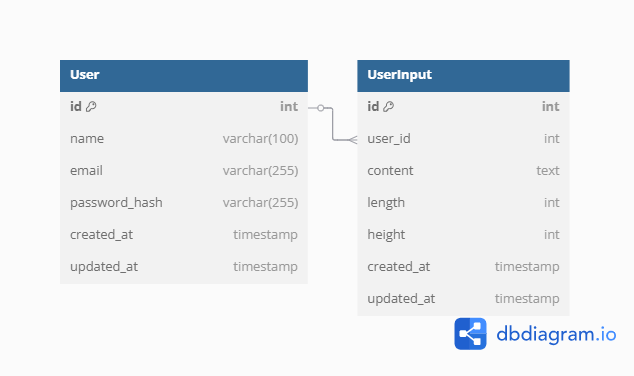 User
id int
name varchar(100)
email varchar(255)
password_hash varchar(255)
created_at timestamp
updated_at timestamp
UserInput
id int
user_id int
content text
length int
height int
created_at timestamp
updated_at timestamp
dbdiagram.io